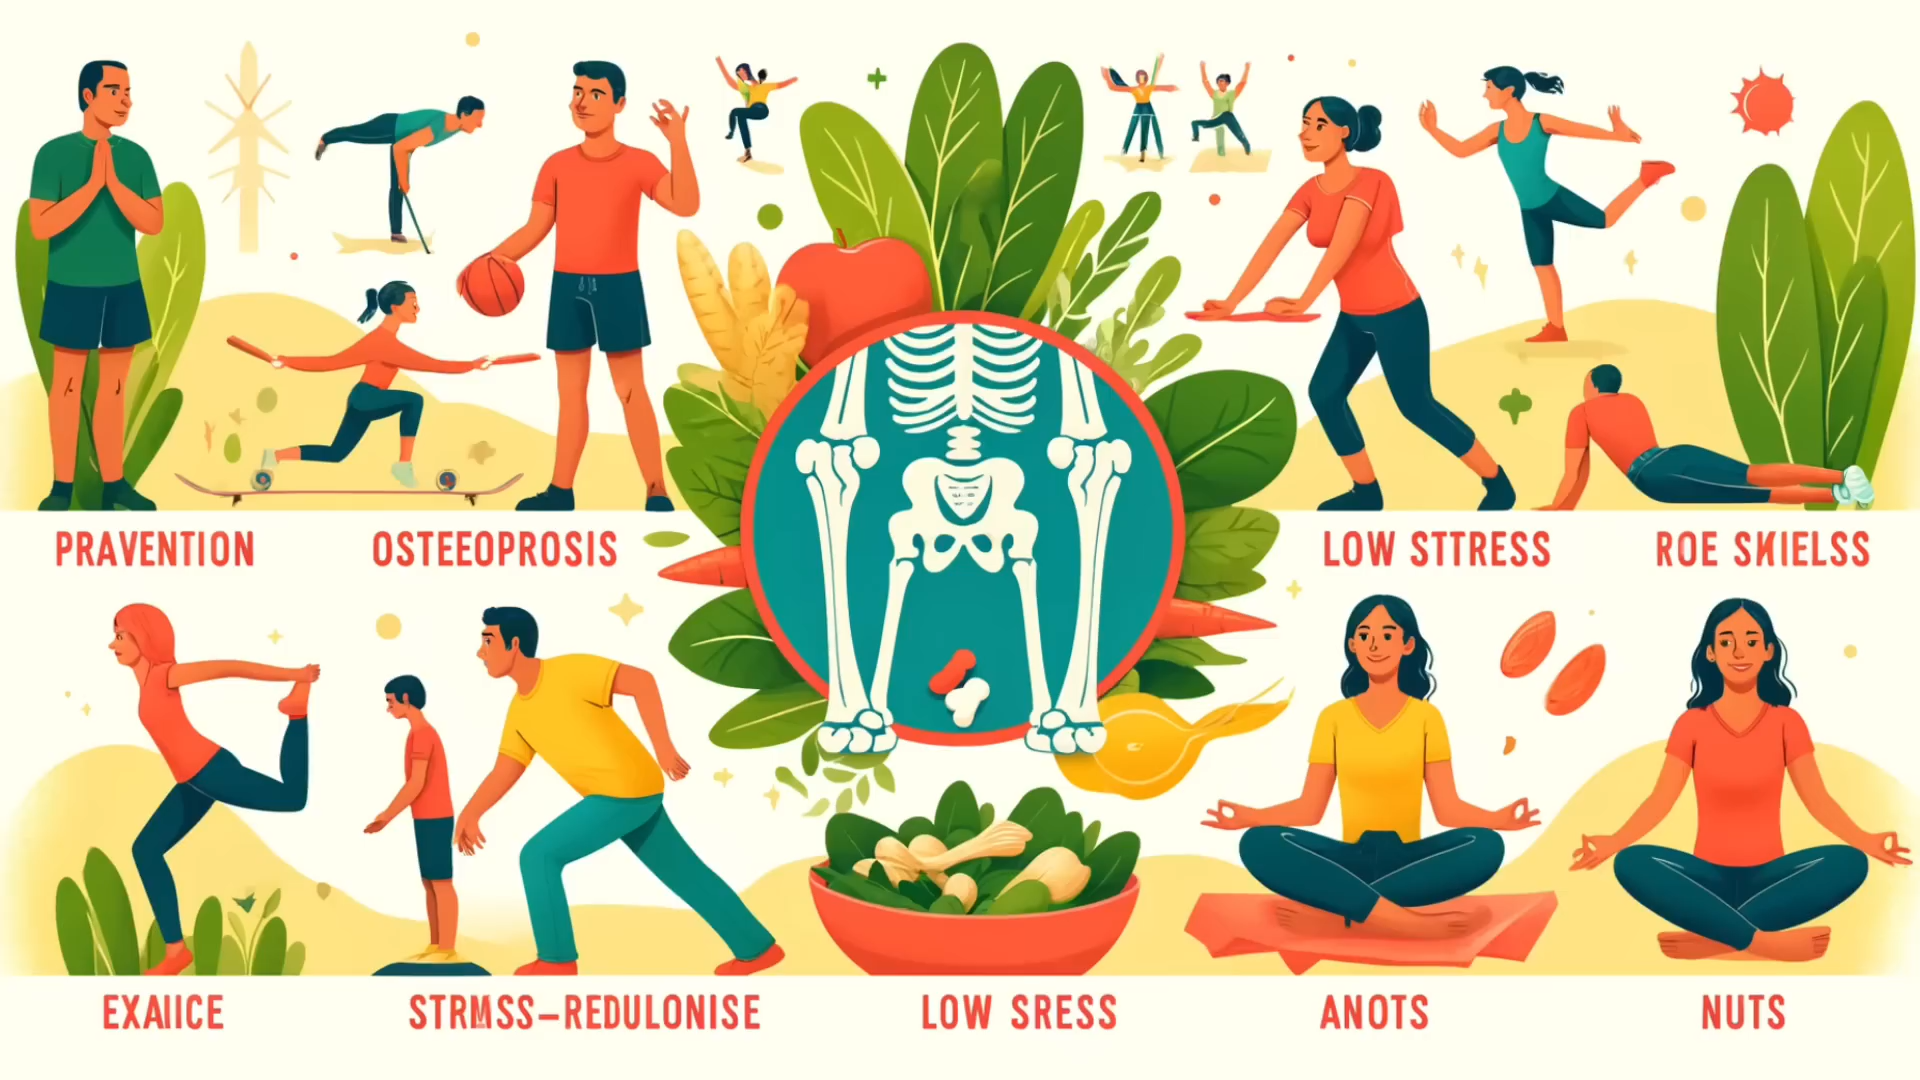 PRAVENTION
OSTEEOPROSIS
LOW STTRESS
ROE SKIELSS
EXAIICE
STRMSS–REDULONISE
LOW SRESS
ANOTS
NUTS